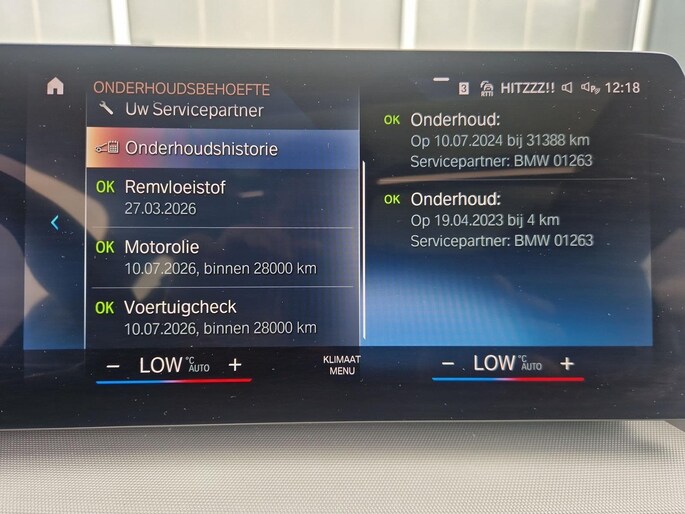 ONDERHOUDSBEHOEFTE
3 RTTI HITZZZ!! 12:18
Uw Servicepartner
Onderhoudshistorie
OK Remvloeistof
27.03.2026
OK Motorolie
10.07.2026, binnen 28000 km
OK Voertuigcheck
10.07.2026, binnen 28000 km
OK Onderhoud:
Op 10.07.2024 bij 31388 km
Servicepartner: BMW 01263
OK Onderhoud:
Op 19.04.2023 bij 4 km
Servicepartner: BMW 01263
− LOW °C AUTO +
KLIMAAT
MENU
− LOW °C AUTO +